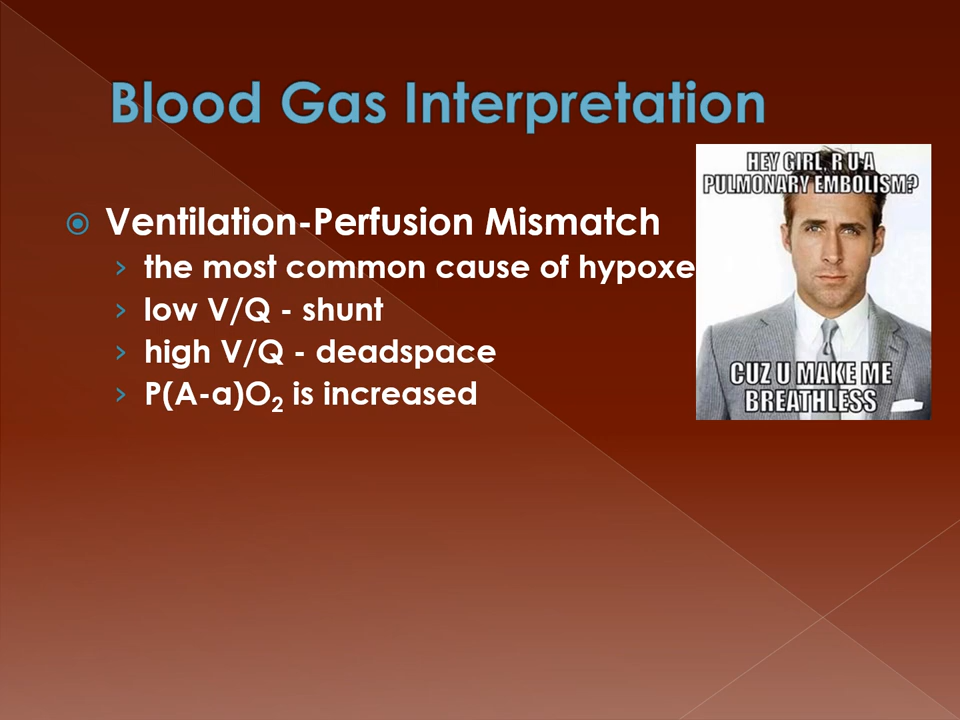 Blood Gas Interpretation
HEY GIRL, R U A
PULMONARY EMBOLISM?
Ventilation-Perfusion Mismatch
the most common cause of hypoxe
low V/Q - shunt
high V/Q - deadspace
P(A-a)O₂ is increased
CUZ U MAKE ME
BREATHLESS